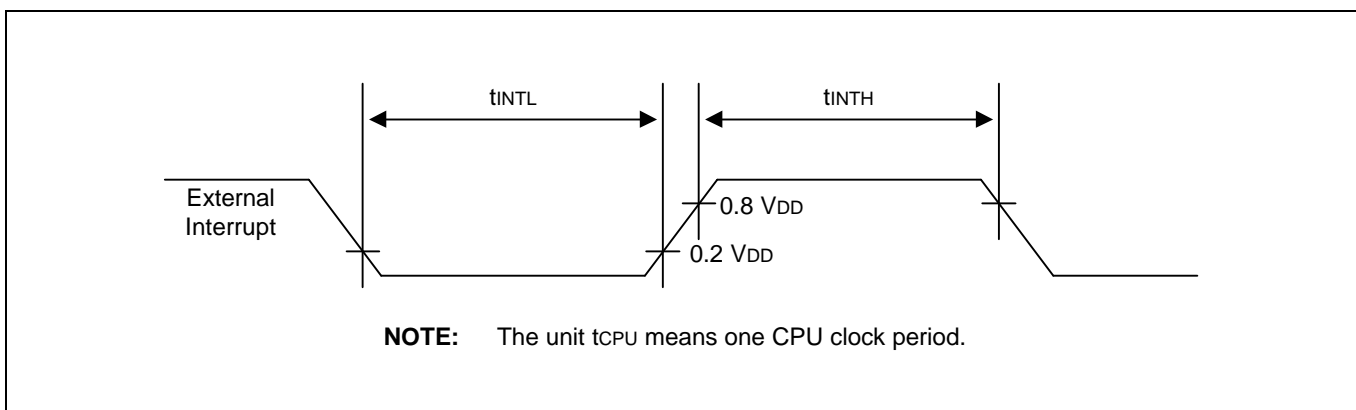 tINTL
tINTH
External
Interrupt
0.8 VDD
0.2 VDD
NOTE: The unit tCPU means one CPU clock period.